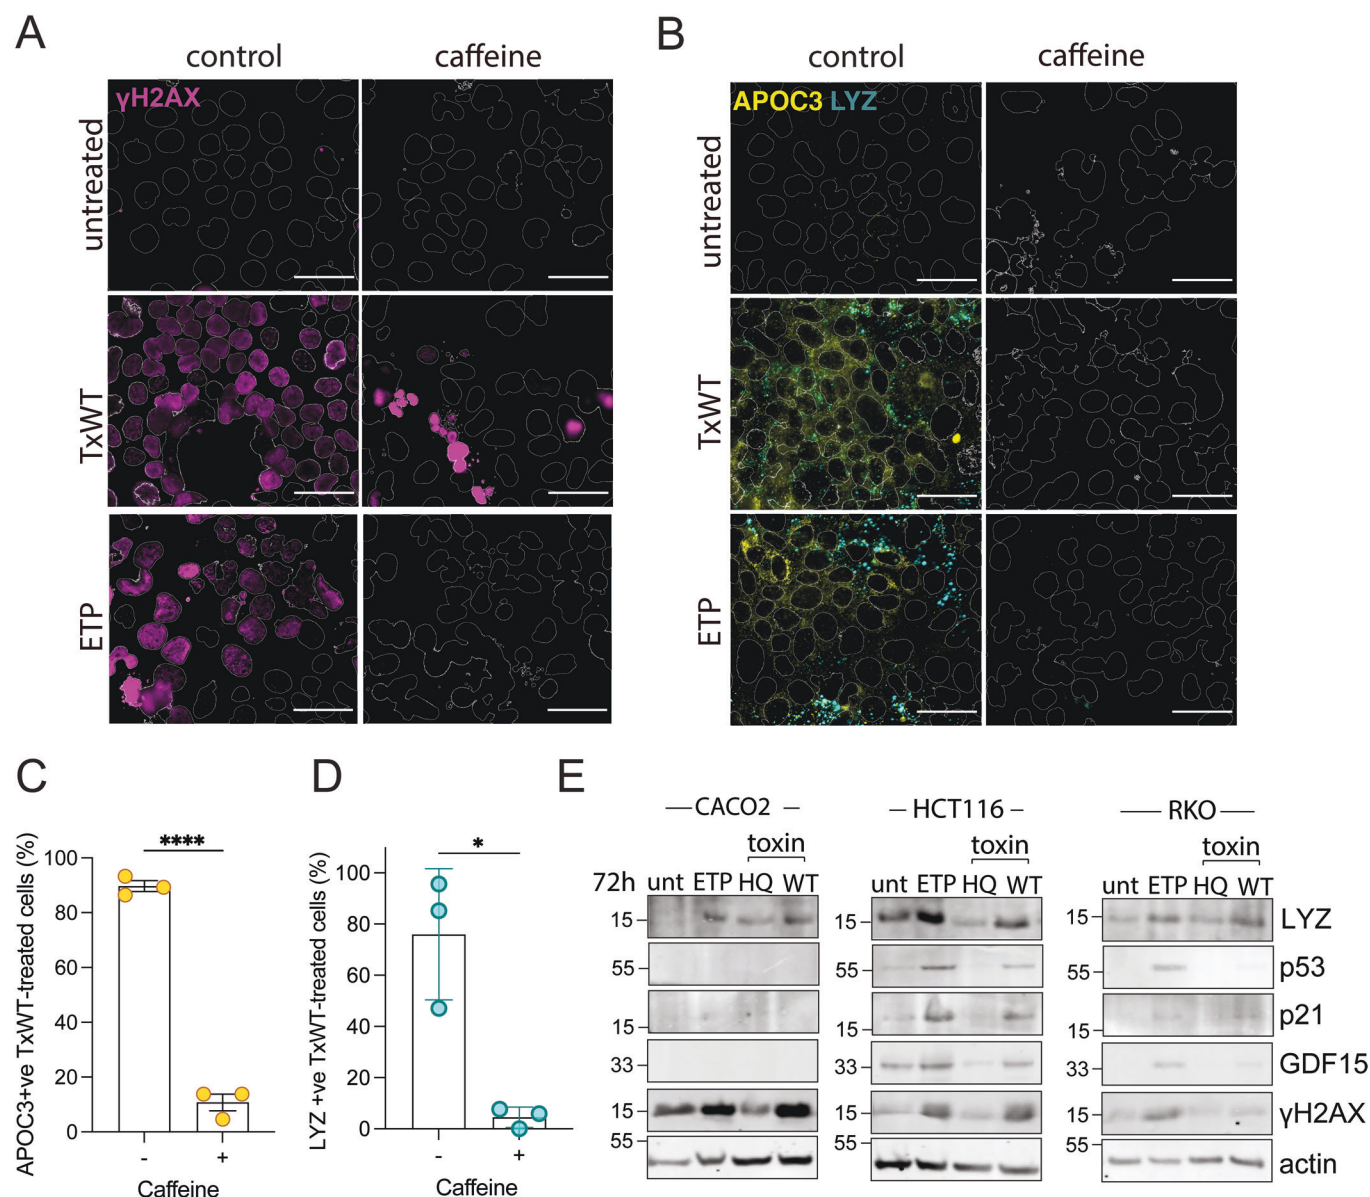 A
B
control
caffeine
control
caffeine
γH2AX
APOC3 LYZ
untreated
untreated
TxWT
TxWT
ETP
ETP
C
D
E
APOC3+ve TxWT-treated cells (%)
****
100
80
60
40
20
0
- +
Caffeine
LYZ +ve TxWT-treated cells (%)
*
100
80
60
40
20
0
- +
Caffeine
CACO2
HCT116
RKO
toxin
toxin
toxin
72h unt ETP HQ WT
unt ETP HQ WT
unt ETP HQ WT
15 15 15 LYZ
55 55 55 p53
15 15 15 p21
33 33 33 GDF15
15 15 15 γH2AX
55 55 55
actin